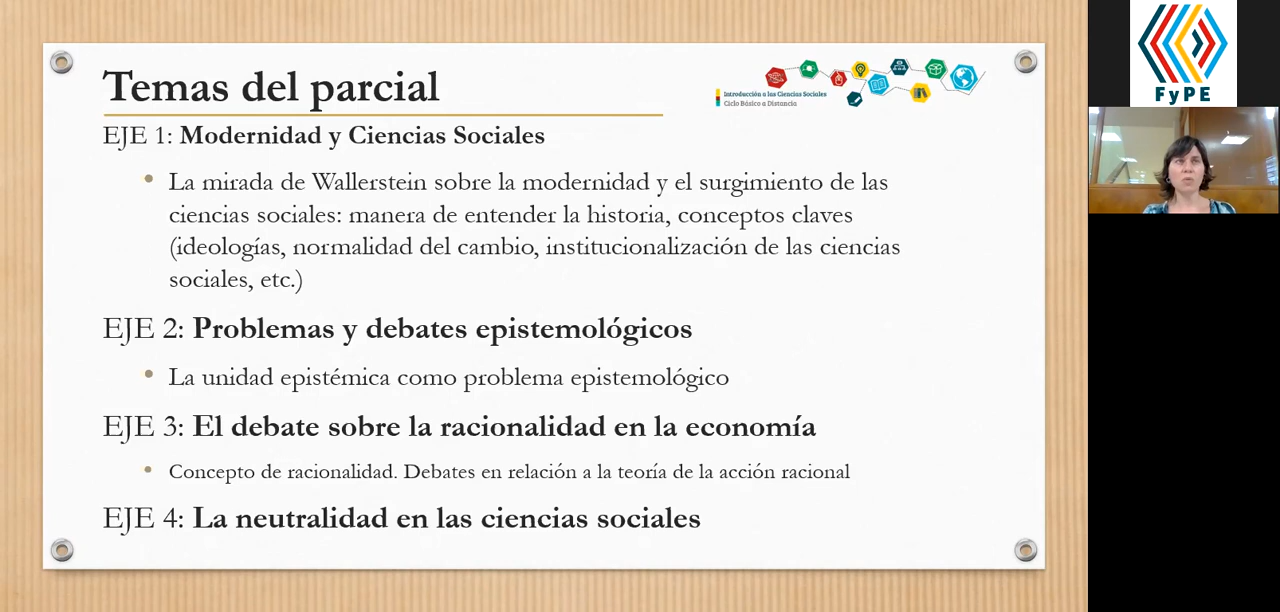 Temas del parcial
Introducción a las Ciencias Sociales
Ciclo Básico a Distancia
EJE 1: Modernidad y Ciencias Sociales
• La mirada de Wallerstein sobre la modernidad y el surgimiento de las
ciencias sociales: manera de entender la historia, conceptos claves
(ideologías, normalidad del cambio, institucionalización de las ciencias
sociales, etc.)
EJE 2: Problemas y debates epistemológicos
• La unidad epistémica como problema epistemológico
EJE 3: El debate sobre la racionalidad en la economía
• Concepto de racionalidad. Debates en relación a la teoría de la acción racional
EJE 4: La neutralidad en las ciencias sociales
FyPE